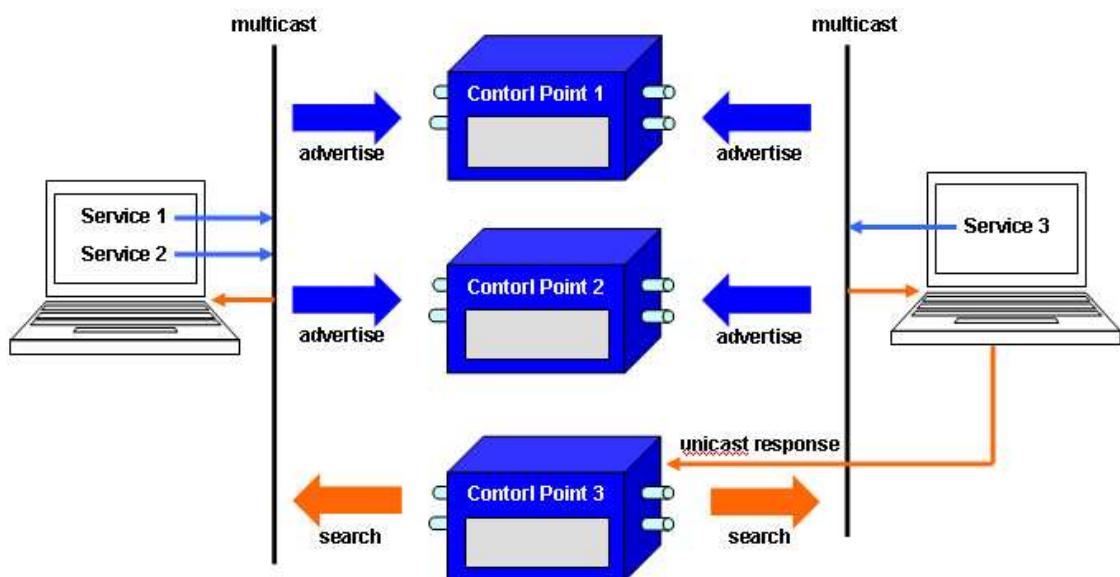 multicast
multicast
Contorl Point 1
advertise
advertise
Service 1
Service 2
Service 3
Contorl Point 2
advertise
advertise
unicast response
Contorl Point 3
search
search